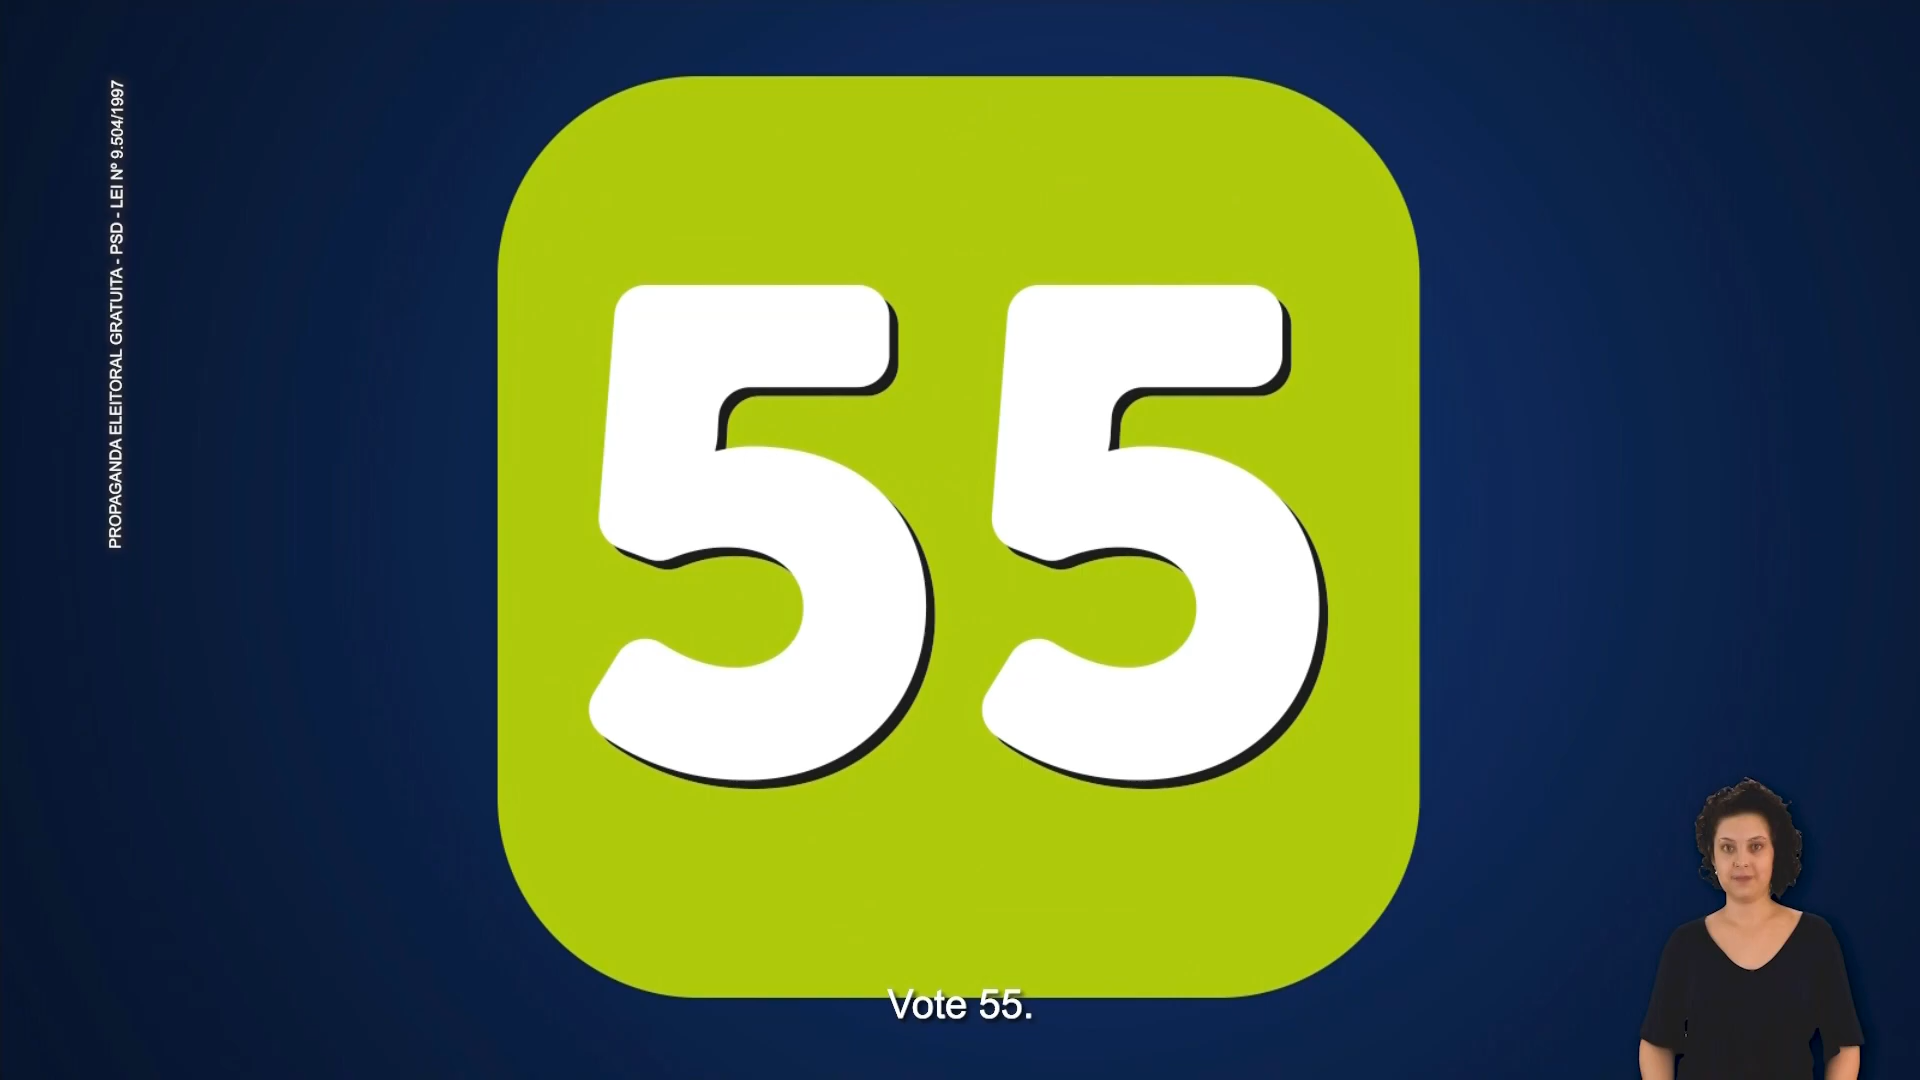 PROPAGANDA ELEITORAL GRATUITA - PSD - LEI Nº 9.504/1997
55
Vote 55.